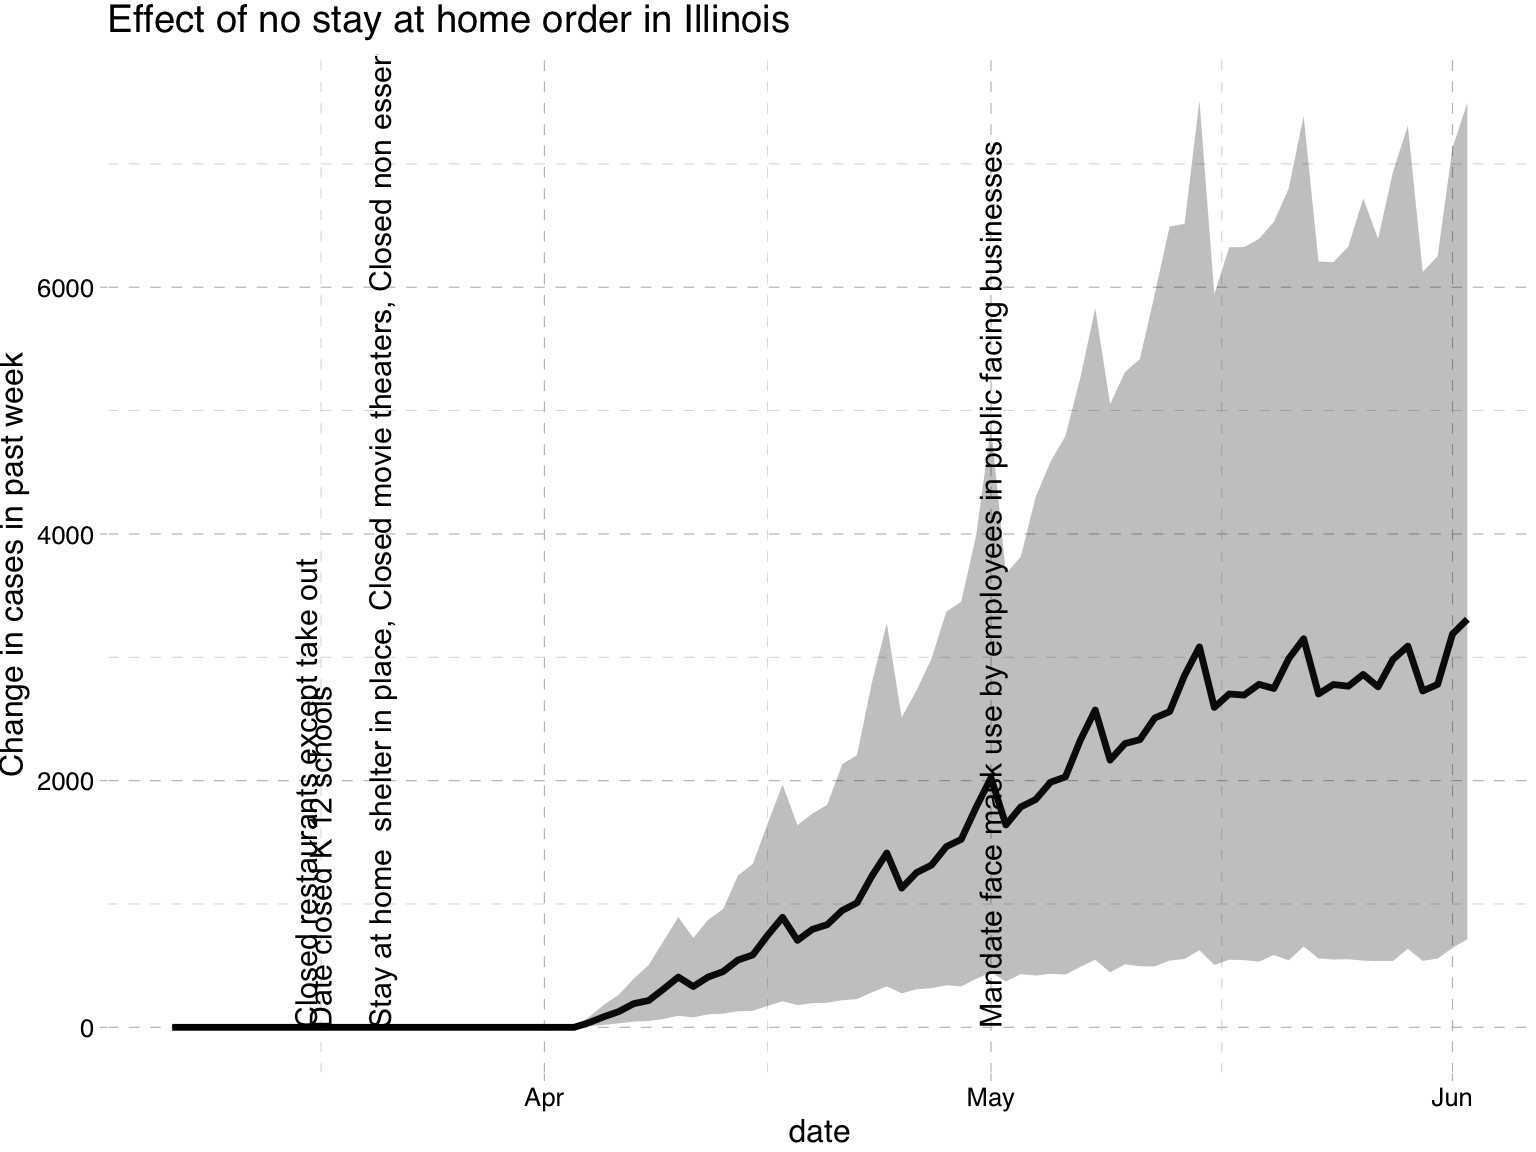 Effect of no stay at home order in Illinois
Change in cases in past week
6000
4000
2000
0
Closed restaurants except take out
Date closed K 12 schools
Stay at home  shelter in place, Closed movie theaters, Closed non esser
Mandate face mask use by employees in public facing businesses
Apr
May
Jun
date